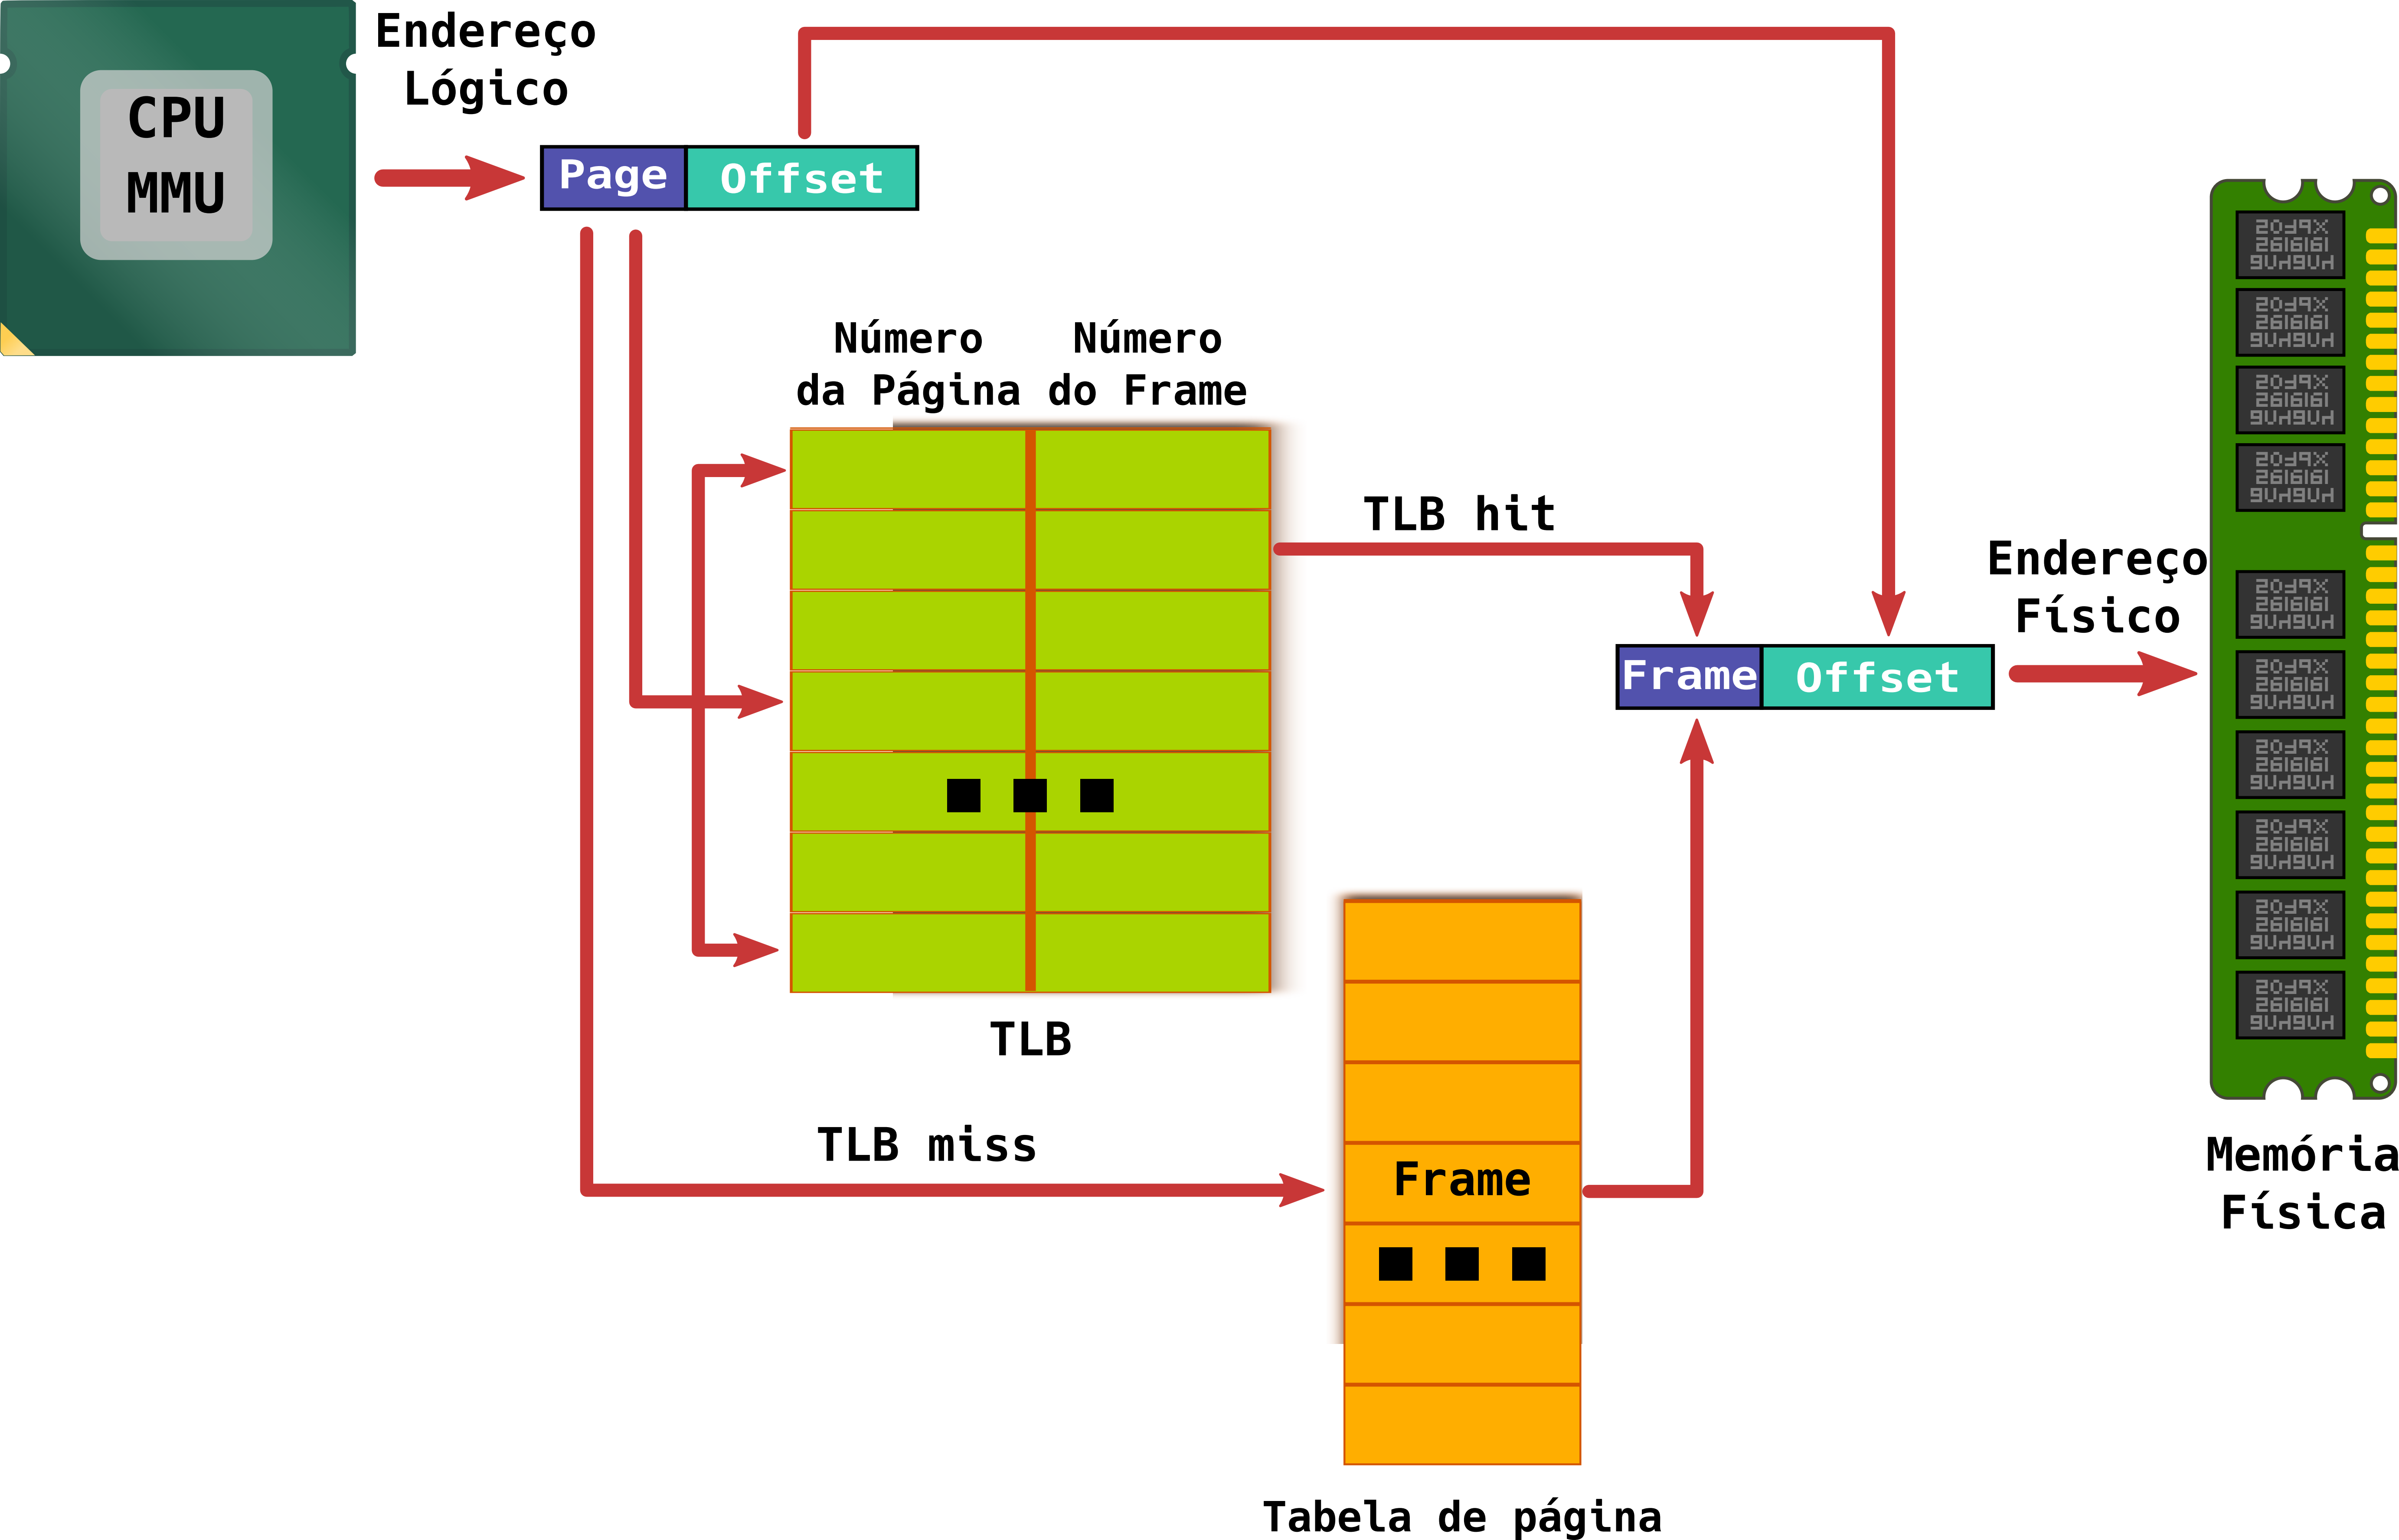 CPU
MMU
Endereço
Lógico
Page Offset
Número Número
da Página do Frame
TLB hit
Endereço
Físico
Frame Offset
TLB
TLB miss
Frame
Memória
Física
Tabela de página